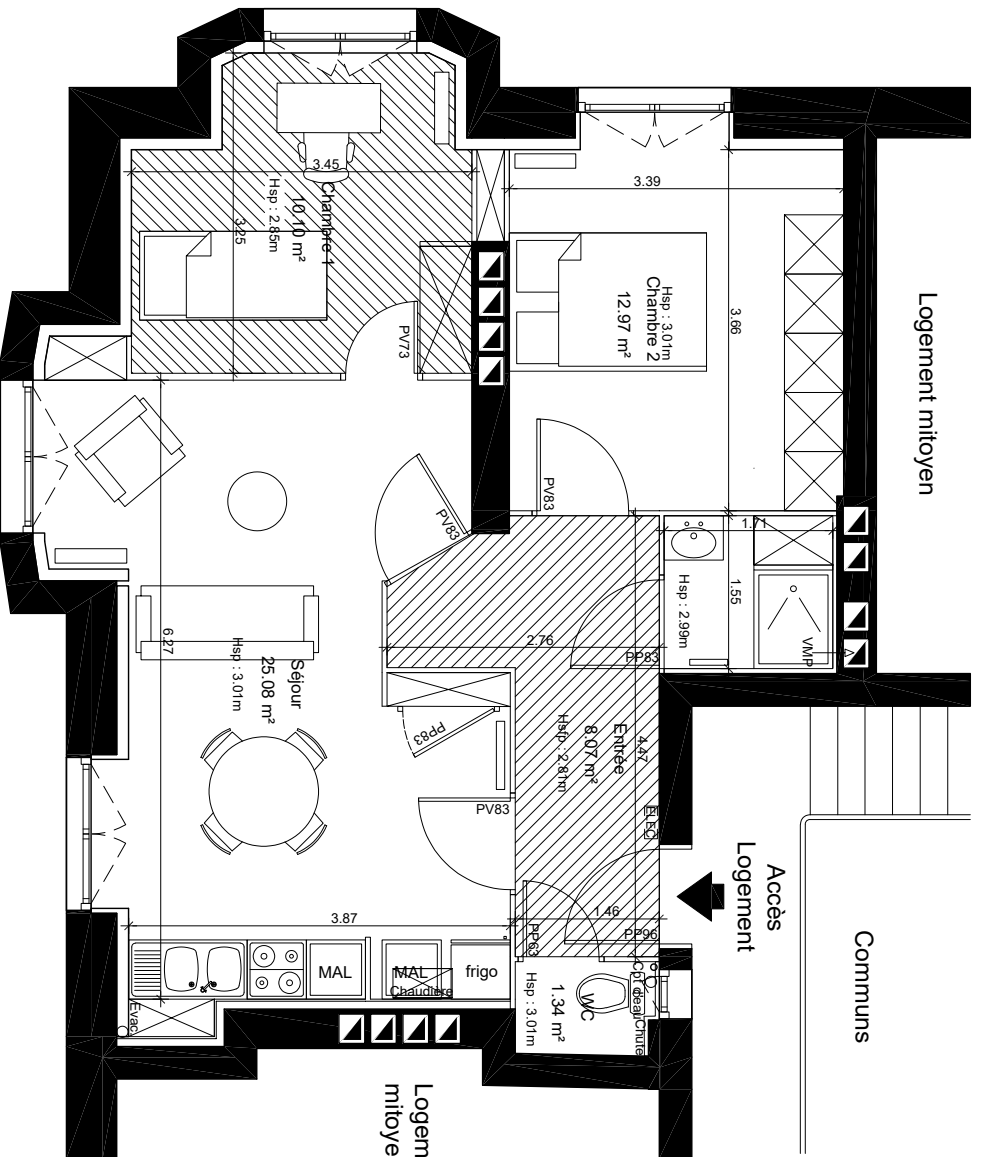 3.45
Chambre 1
10.10 m²
Hsp : 2.85m
3.25
PV73
3.39
Hsp : 3.01m
Chambre 2
12.97 m²
3.66
PV83
Logement mitoyen
PV83
1.71
1.55
Hsp : 2.99m
VMP
PP83
2.76
6.27
Séjour
25.08 m²
Hsp : 3.01m
PP83
PV83
Entrée
8.07 m²
Hsfp : 2.81m
4.47
ELEC
Accès
Logement
Communs
3.87
1.46
PP63
PP96
MAL
MAL
Chaudière
frigo
Evac.
WC
1.34 m²
Hsp : 3.01m
Cpt d'eau
Chute
Logem
mitoye